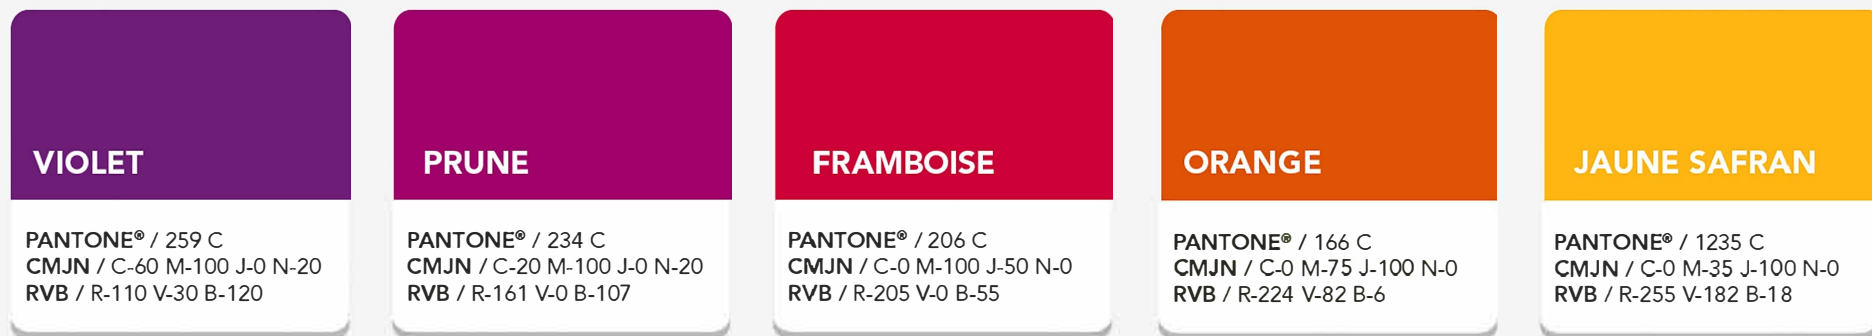 VIOLET
PANTONE® / 259 C
CMJN / C-60 M-100 J-0 N-20
RVB / R-110 V-30 B-120
PRUNE
PANTONE® / 234 C
CMJN / C-20 M-100 J-0 N-20
RVB / R-161 V-0 B-107
FRAMBOISE
PANTONE® / 206 C
CMJN / C-0 M-100 J-50 N-0
RVB / R-205 V-0 B-55
ORANGE
PANTONE® / 166 C
CMJN / C-0 M-75 J-100 N-0
RVB / R-224 V-82 B-6
JAUNE SAFRAN
PANTONE® / 1235 C
CMJN / C-0 M-35 J-100 N-0
RVB / R-255 V-182 B-18